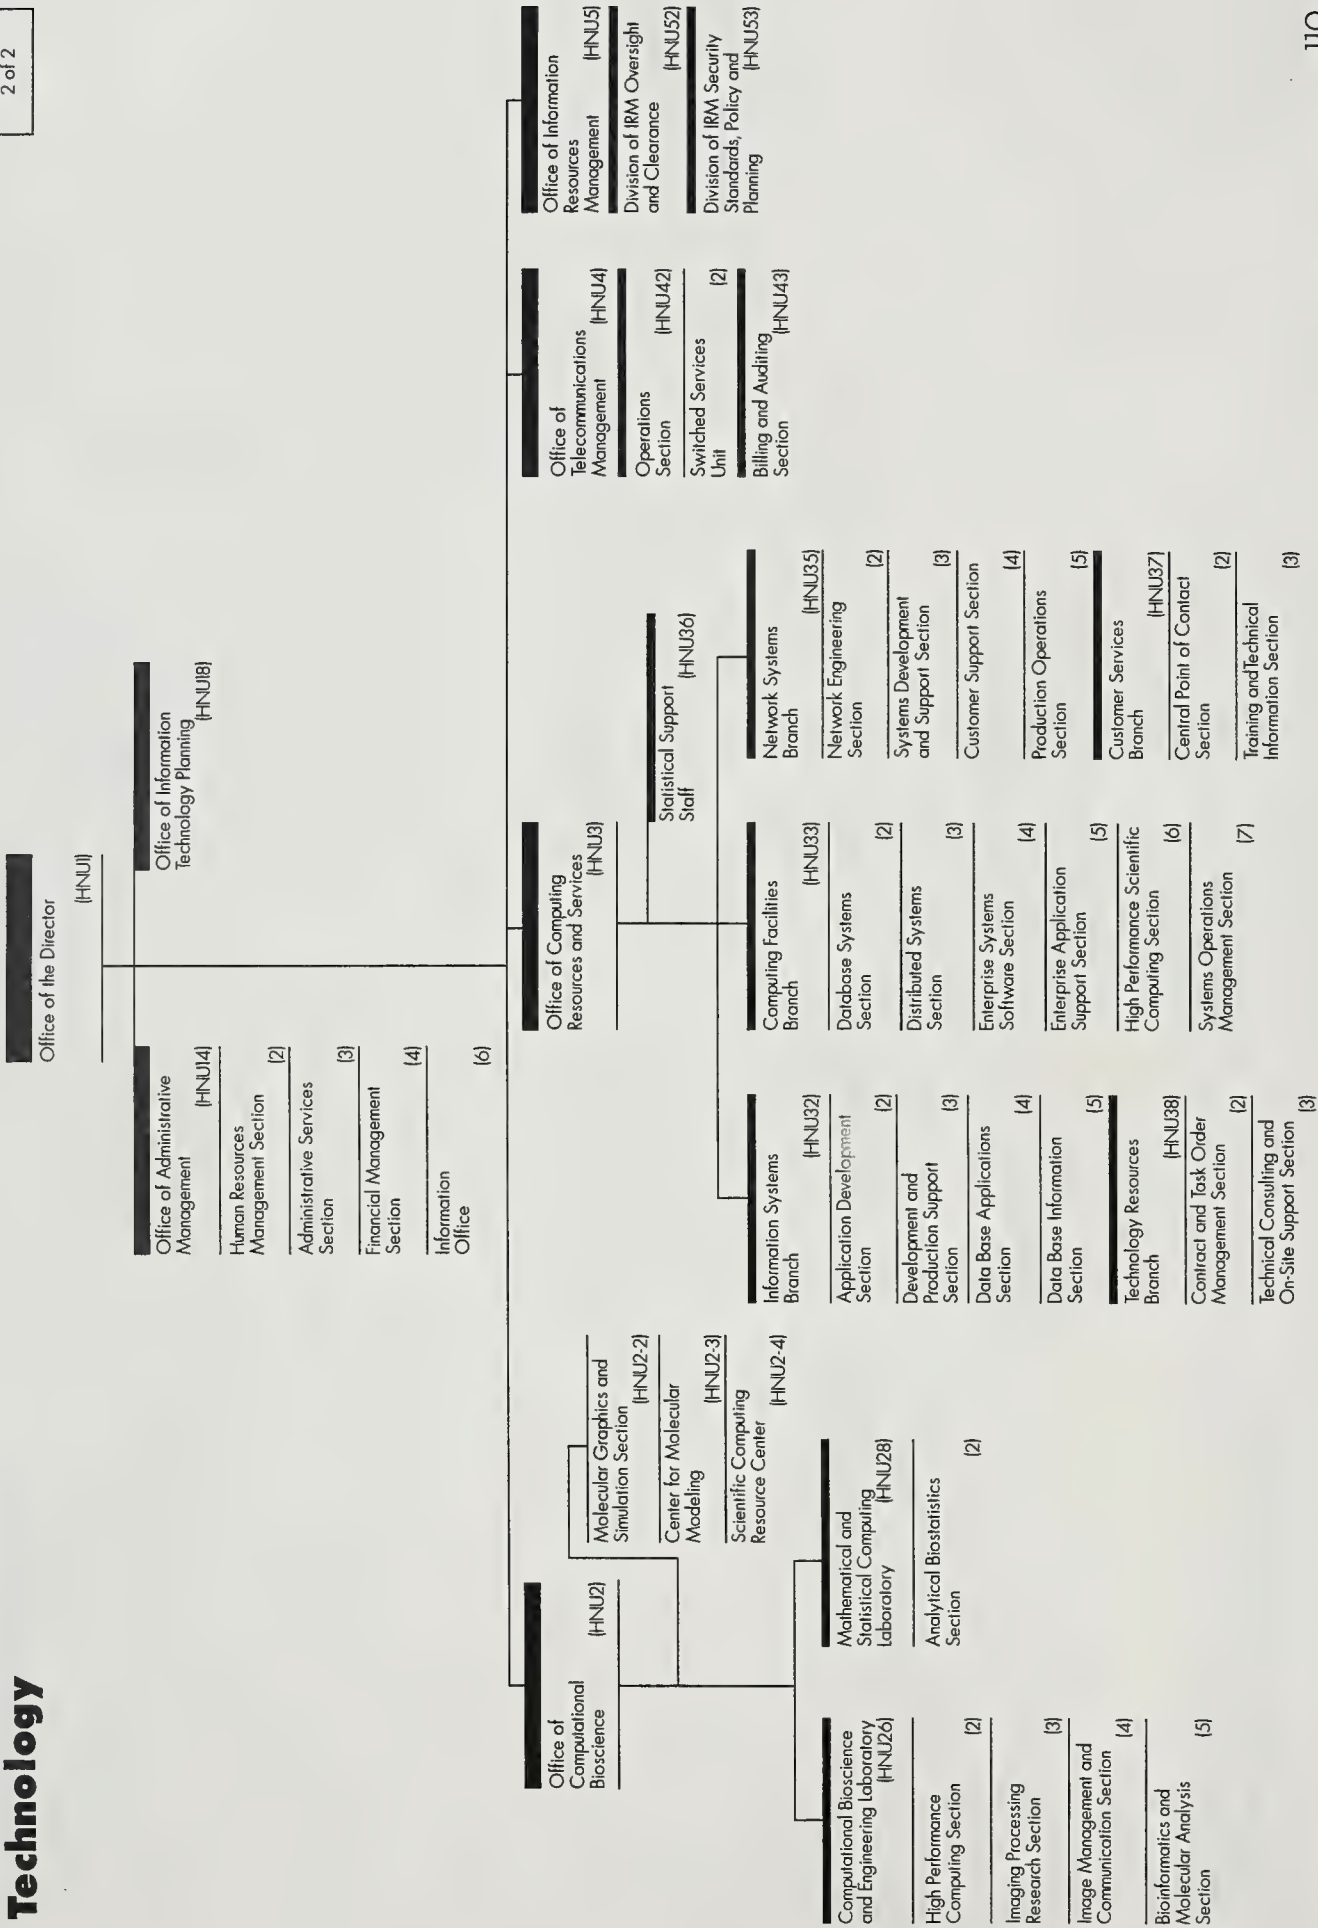 Technology
2 of 2
Office of the Director
(HNU1)
Office of Administrative
Management
(HNU14)
Human Resources
Management Section
(2)
Administrative Services
Section
(3)
Financial Management
Section
(4)
Information
Office
(6)
Office of Information
Technology Planning
(HNU18)
Office of
Computational
Bioscience
(HNU2)
Molecular Graphics and
Simulation Section
(HNU2-2)
Center for Molecular
Modeling
(HNU2-3)
Scientific Computing
Resource Center
(HNU2-4)
Computational Bioscience
and Engineering Laboratory
(HNU26)
High Performance
Computing Section
(2)
Imaging Processing
Research Section
(3)
Image Management and
Communication Section
(4)
Bioinformatics and
Molecular Analysis
Section
(5)
Mathematical and
Statistical Computing
Laboratory
(HNU28)
Analytical Biostatistics
Section
(2)
Office of Computing
Resources and Services
(HNU3)
Statistical Support
Staff
(HNU36)
Information Systems
Branch
(HNU32)
Application Development
Section
(2)
Development and
Production Support
Section
(3)
Data Base Applications
Section
(4)
Data Base Information
Section
(5)
Technology Resources
Branch
(HNU38)
Contract and Task Order
Management Section
(2)
Technical Consulting and
On-Site Support Section
(3)
Computing Facilities
Branch
(HNU33)
Database Systems
Section
(2)
Distributed Systems
Section
(3)
Enterprise Systems
Software Section
(4)
Enterprise Application
Support Section
(5)
High Performance Scientific
Computing Section
(6)
Systems Operations
Management Section
(7)
Network Systems
Branch
(HNU35)
Network Engineering
Section
(2)
Systems Development
and Support Section
(3)
Customer Support Section
(4)
Production Operations
Section
(5)
Customer Services
Branch
(HNU37)
Central Point of Contact
Section
(2)
Training and Technical
Information Section
(3)
Office of
Telecommunications
Management
(HNU4)
Operations
Section
(HNU42)
Switched Services
Unit
(2)
Billing and Auditing
Section
(HNU43)
Office of Information
Resources
Management
(HNU5)
Division of IRM Oversight
and Clearance
(HNU52)
Division of IRM Security
Standards, Policy and
Planning
(HNU53)
110